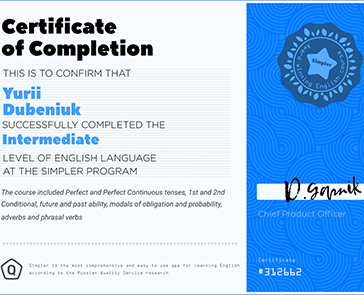 Certificate
of Completion
THIS IS TO CONFIRM THAT
Yurii
Dubeniuk
SUCCESSFULLY COMPLETED THE
Intermediate
LEVEL OF ENGLISH LANGUAGE
AT THE SIMPLER PROGRAM
The course included Perfect and Perfect Continuous tenses, 1st and 2nd
Conditional, future and past ability, modals of obligation and probability,
adverbs and phrasal verbs
Q
Simpler is the most comprehensive and easy to use app for learning English
according to the Russian Quality Service research
Simpler
Winning English
Chief Product Officer
Certificate
#312662